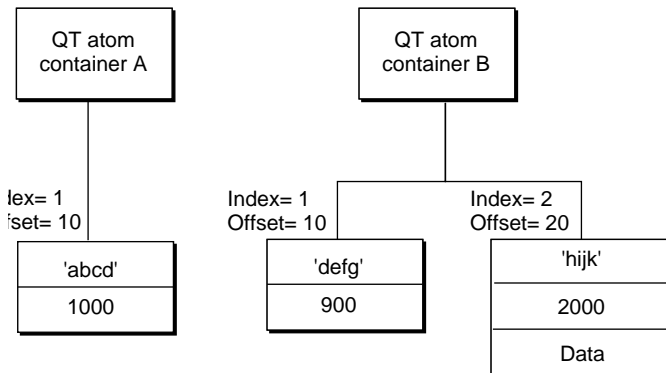 QT atom
container A
QT atom
container B
dex= 1
fset= 10
Index= 1
Offset= 10
Index= 2
Offset= 20
'abcd'
1000
'defg'
900
'hijk'
2000
Data